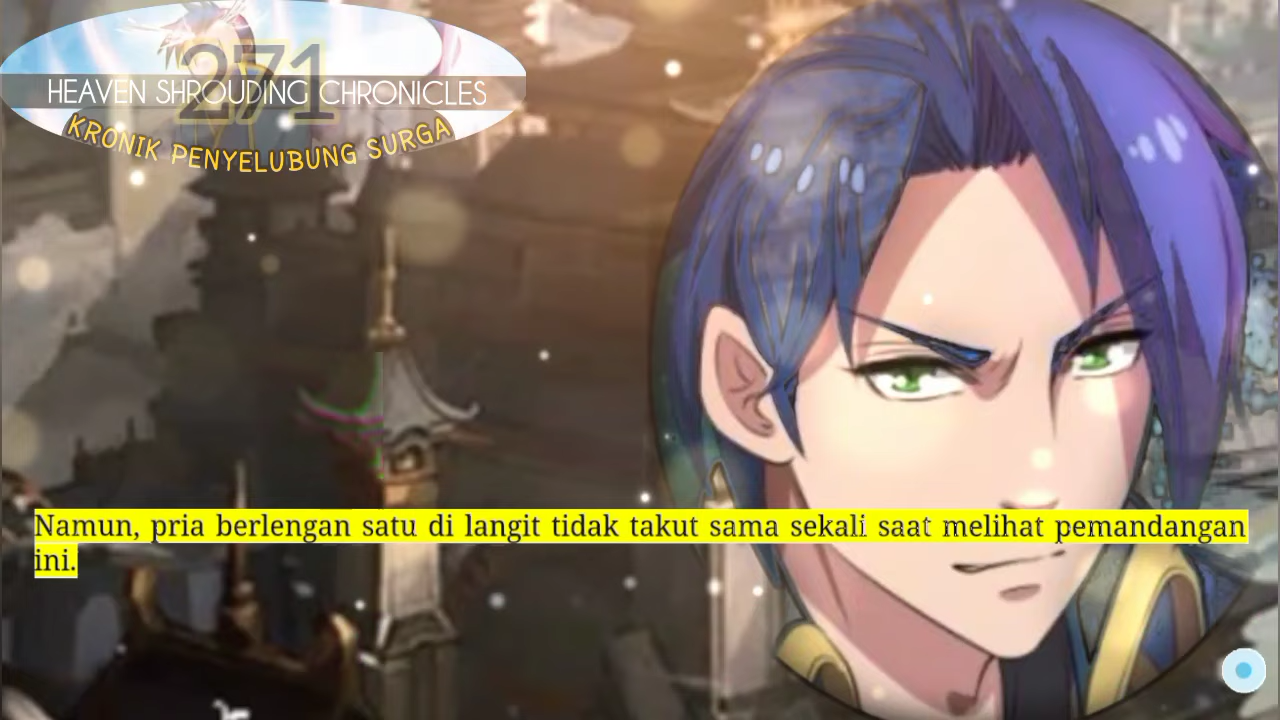 271
HEAVEN SHROUDING CHRONICLES
KRONIK PENYELUBUNG SURGA
Namun, pria berlengan satu di langit tidak takut sama sekali saat melihat pemandangan
ini.